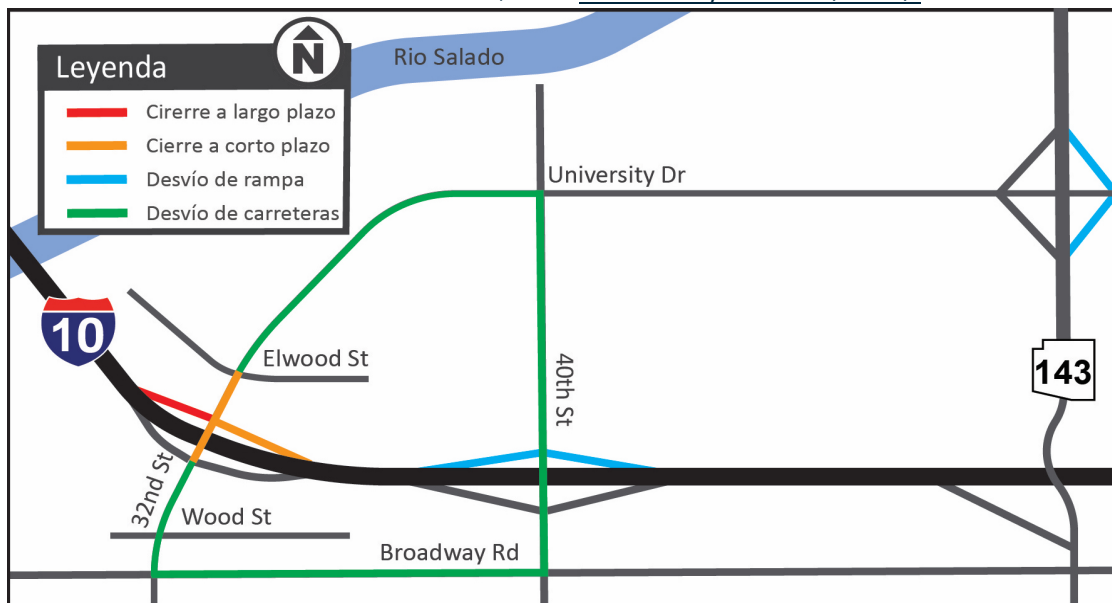 Leyenda
N
Cirerre a largo plazo
Cierre a corto plazo
Desvío de rampa
Desvío de carreteras
Rio Salado
University Dr
10
Elwood St
40th St
143
32nd St
Wood St
Broadway Rd